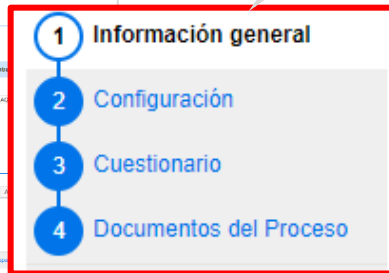 1 Información general
2 Configuración
3 Cuestionario
4 Documentos del Proceso